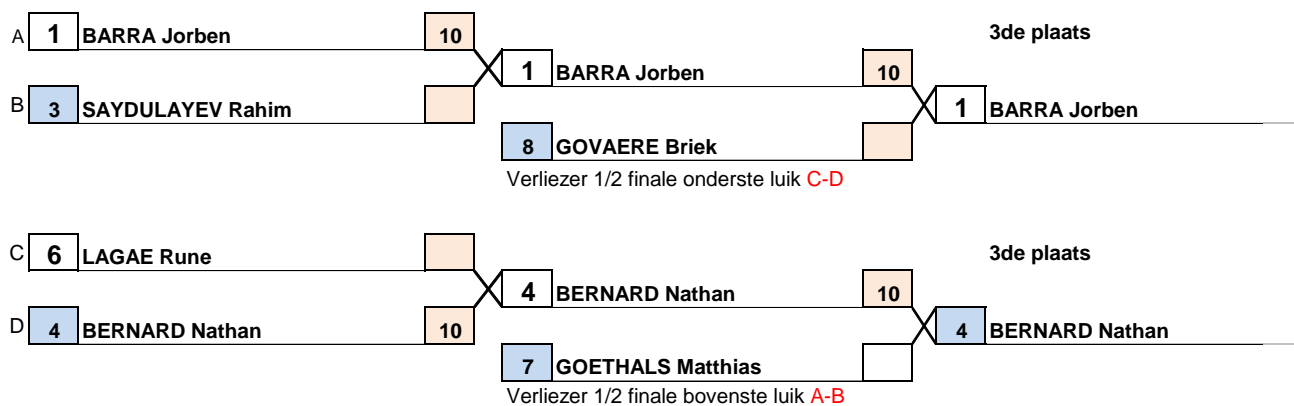 A 1 BARRA Jorben 10 3de plaats
1 BARRA Jorben 10
B 3 SAYDULAYEV Rahim 1 BARRA Jorben
8 GOVAERE Briek
Verliezer 1/2 finale onderste luik C-D
C 6 LAGAE Rune 3de plaats
4 BERNARD Nathan 10
D 4 BERNARD Nathan 10 4 BERNARD Nathan
7 GOETHALS Matthias
Verliezer 1/2 finale bovenste luik A-B